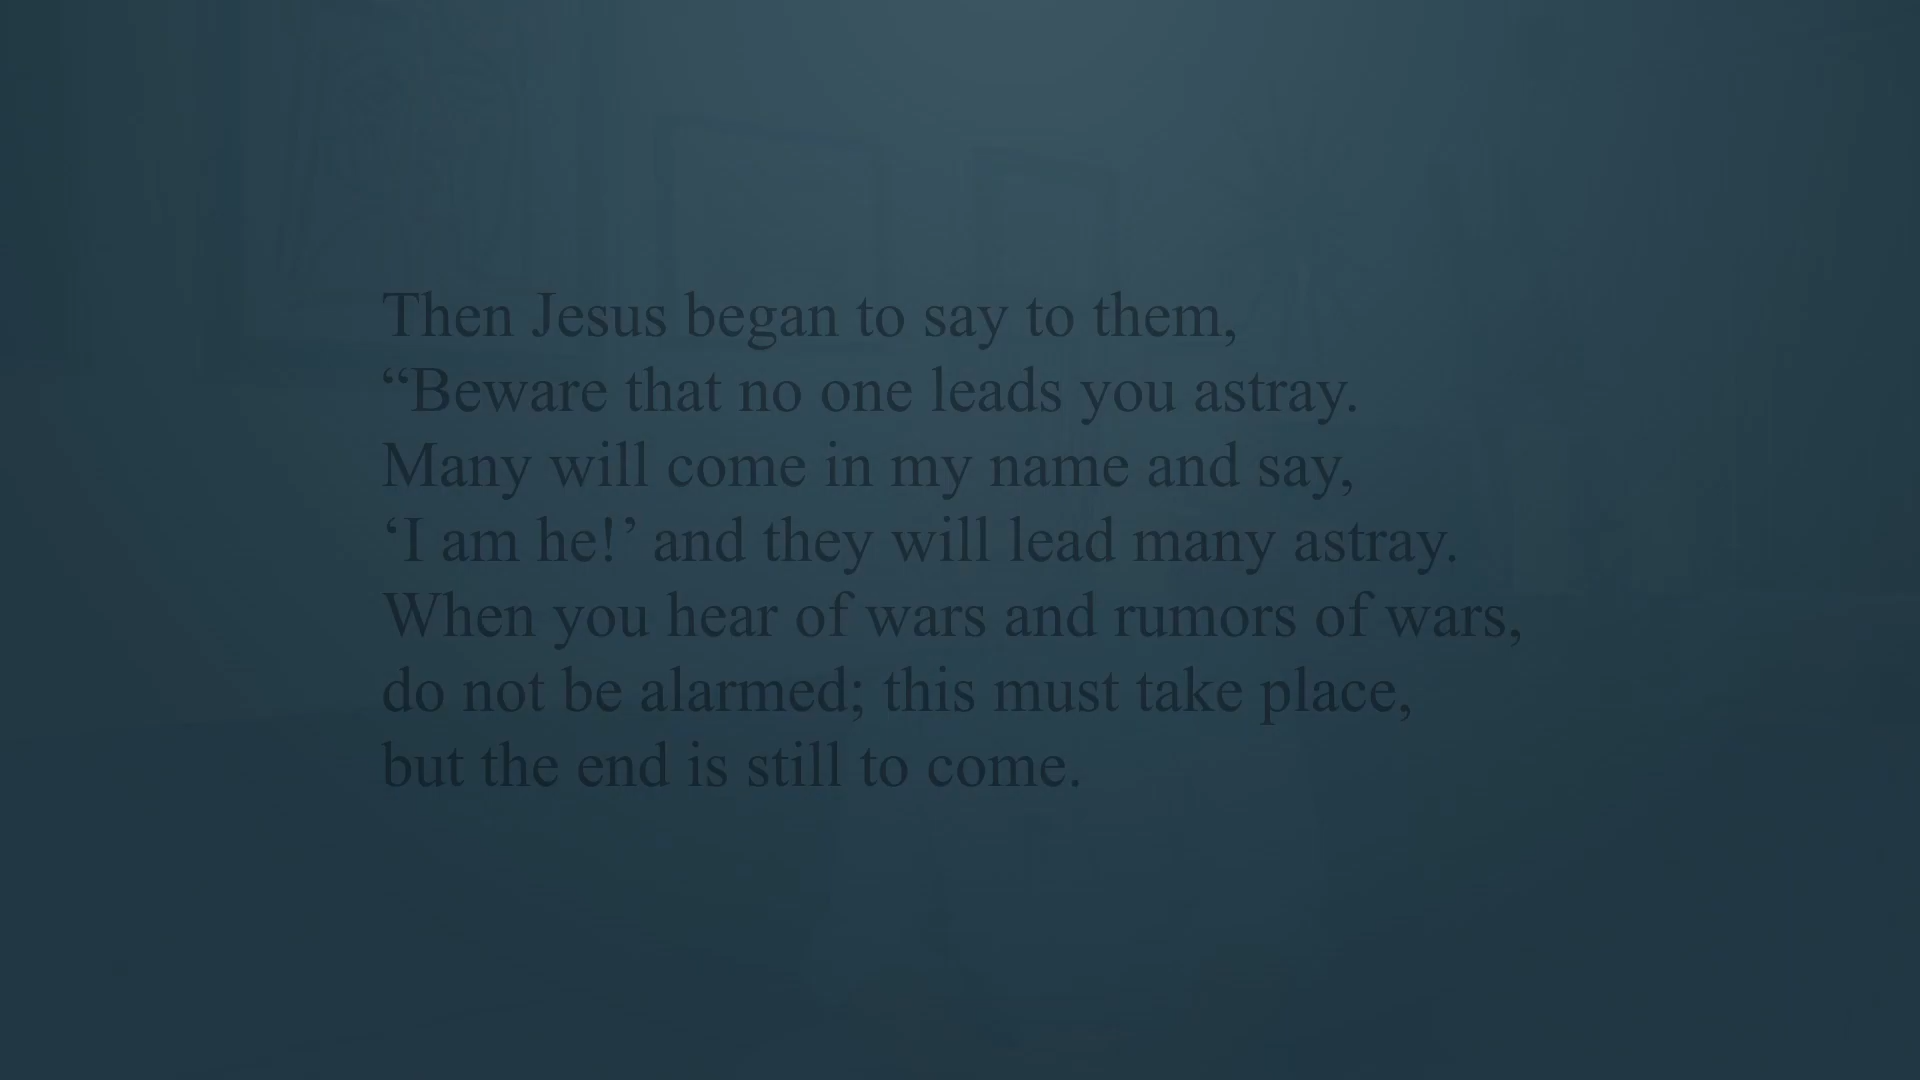 Then Jesus began to say to them,
“Beware that no one leads you astray.
Many will come in my name and say,
‘I am he!’ and they will lead many astray.
When you hear of wars and rumors of wars,
do not be alarmed; this must take place,
but the end is still to come.